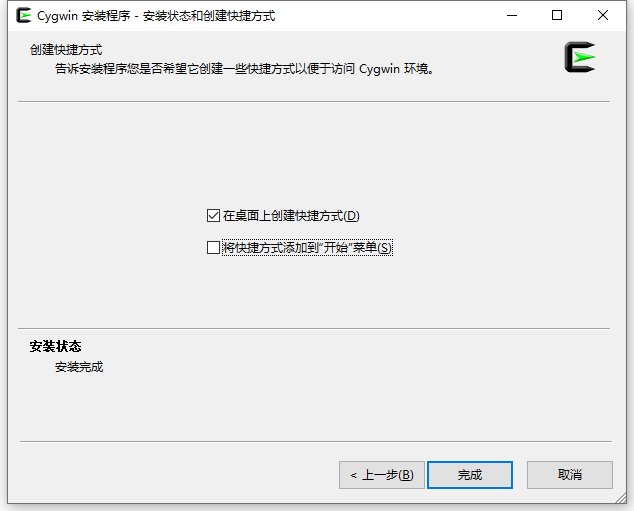 Cygwin 安装程序 - 安装状态和创建快捷方式
创建快捷方式
告诉安装程序您是否希望它创建一些快捷方式以便于访问 Cygwin 环境。
在桌面上创建快捷方式(D)
将快捷方式添加到“开始”菜单(S)
安装状态
安装完成
< 上一步(B)
完成
取消